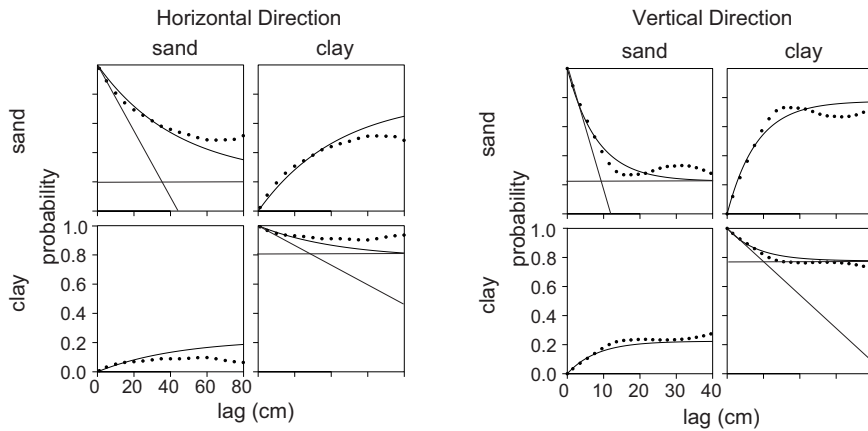 Horizontal Direction
sand clay
sand
clay
probability
1.0
0.8
0.6
0.4
0.2
0.0
0 20 40 60 80
lag (cm)
Vertical Direction
sand clay
sand
clay
probability
1.0
0.8
0.6
0.4
0.2
0.0
0 10 20 30 40
lag (cm)